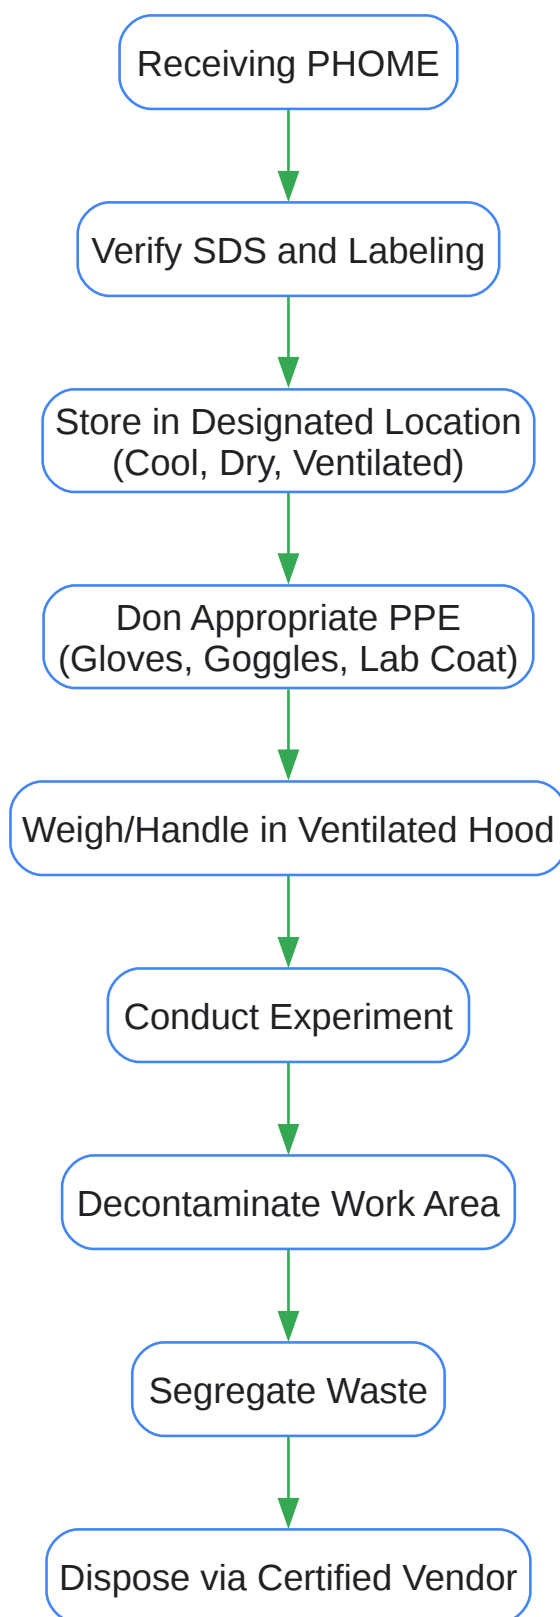 Receiving PHOME
Verify SDS and Labeling
Store in Designated Location
(Cool, Dry, Ventilated)
Don Appropriate PPE
(Gloves, Goggles, Lab Coat)
Weigh/Handle in Ventilated Hood
Conduct Experiment
Decontaminate Work Area
Segregate Waste
Dispose via Certified Vendor